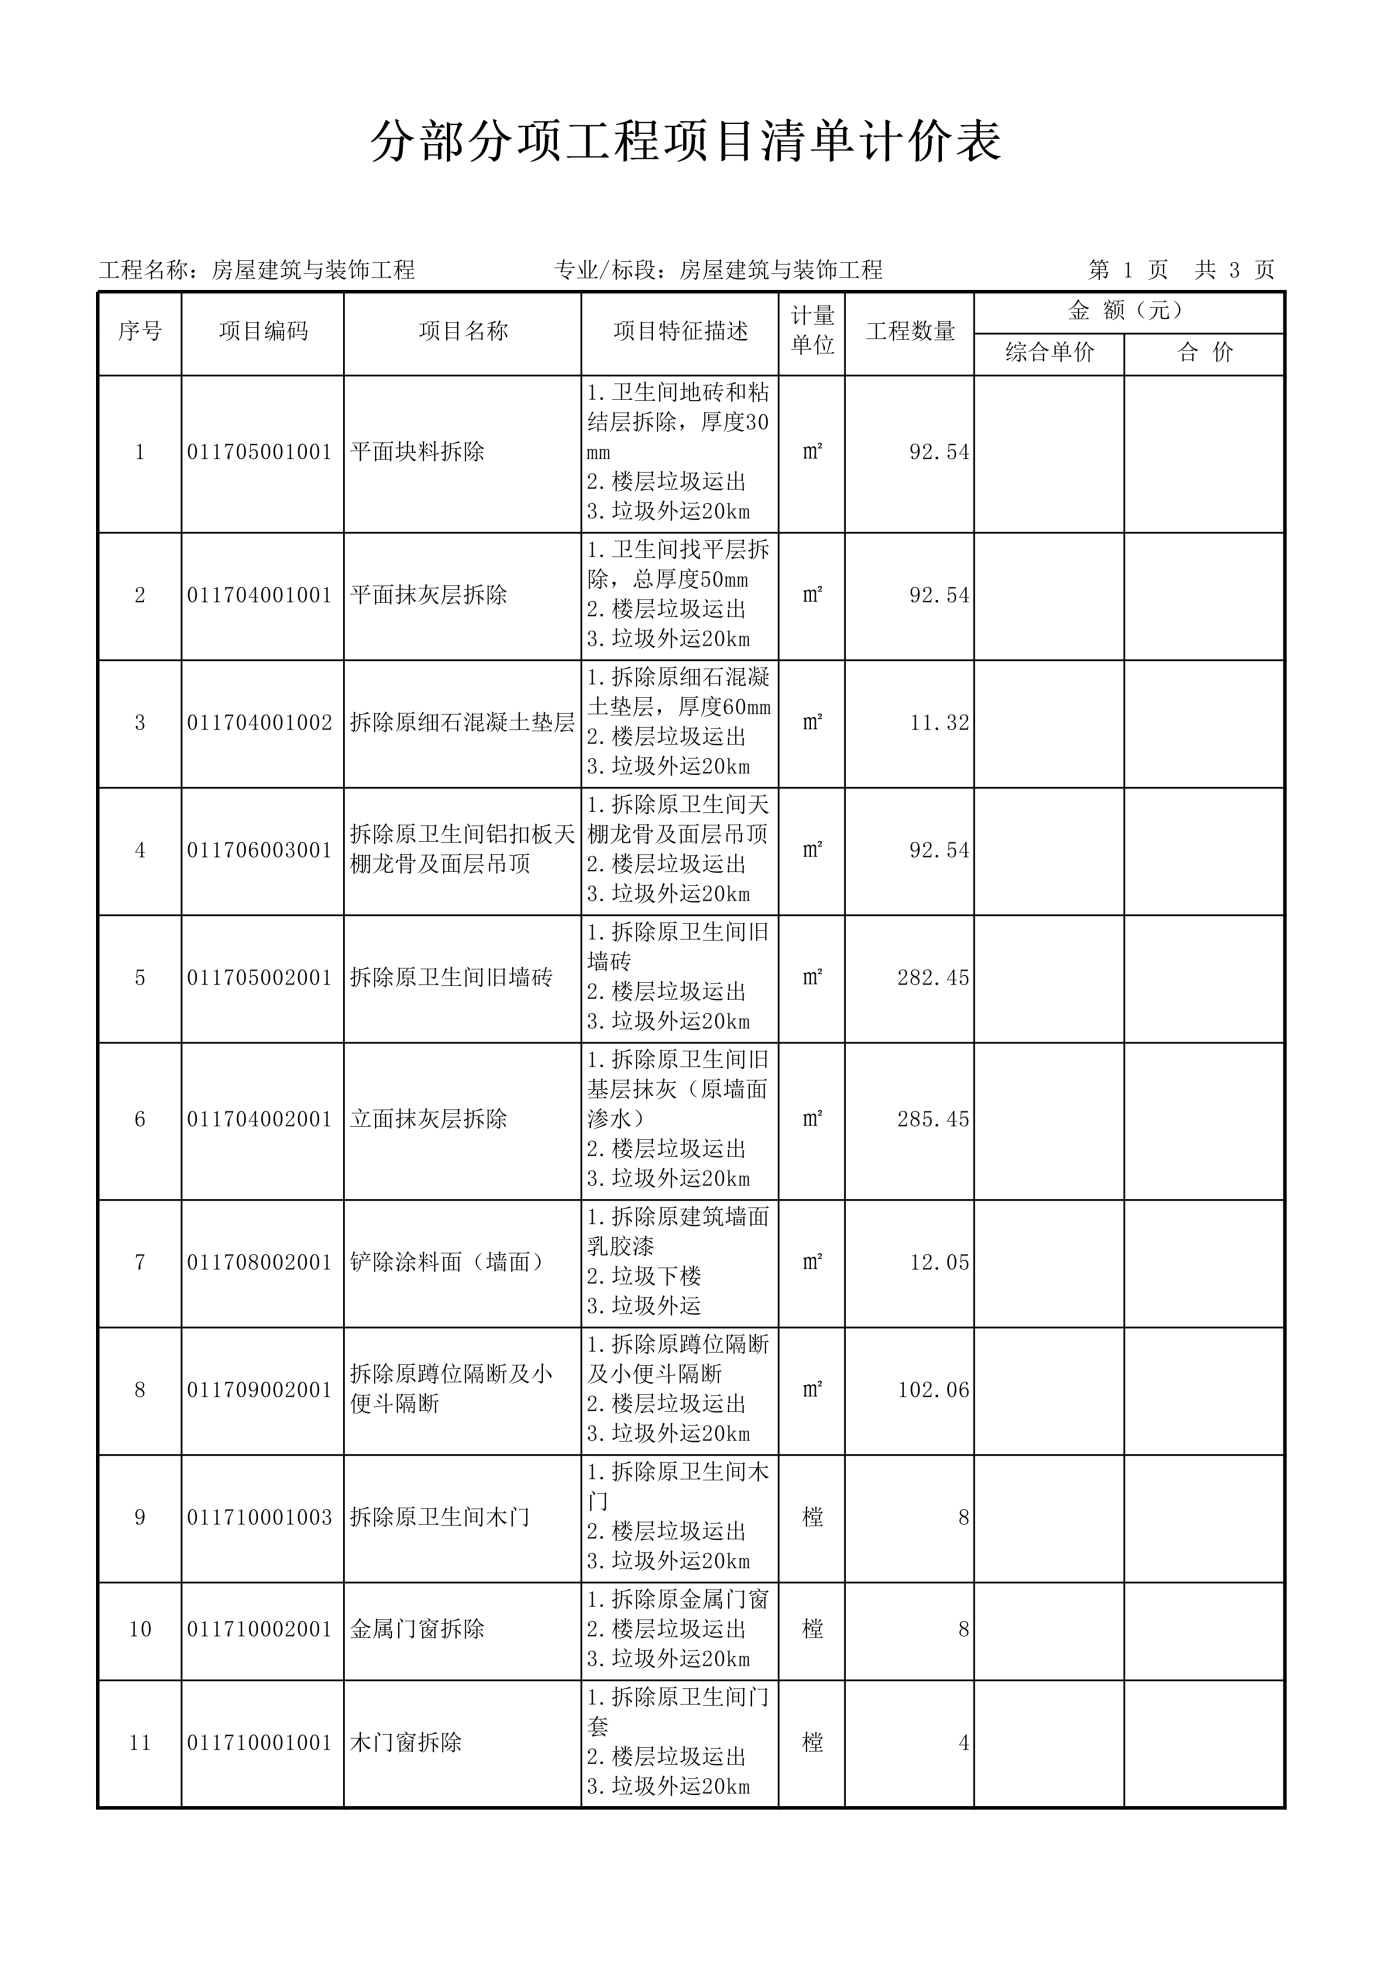 分部分项工程项目清单计价表
工程名称：房屋建筑与装饰工程 专业/标段：房屋建筑与装饰工程 第 1 页 共 3 页
序号 项目编码 项目名称 项目特征描述 计量单位 工程数量 金 额（元）
综合单价 合 价
1 011705001001 平面块料拆除
1.卫生间地砖和粘
结层拆除，厚度30
mm
2.楼层垃圾运出
3.垃圾外运20km
㎡ 92.54
2 011704001001 平面抹灰层拆除
1.卫生间找平层拆
除，总厚度50mm
2.楼层垃圾运出
3.垃圾外运20km
㎡ 92.54
3 011704001002 拆除原细石混凝土垫层
1.拆除原细石混凝
土垫层，厚度60mm
2.楼层垃圾运出
3.垃圾外运20km
㎡ 11.32
4 011706003001
拆除原卫生间铝扣板天
棚龙骨及面层吊顶
1.拆除原卫生间天
棚龙骨及面层吊顶
2.楼层垃圾运出
3.垃圾外运20km
㎡ 92.54
5 011705002001 拆除原卫生间旧墙砖
1.拆除原卫生间旧
墙砖
2.楼层垃圾运出
3.垃圾外运20km
㎡ 282.45
6 011704002001 立面抹灰层拆除
1.拆除原卫生间旧
基层抹灰（原墙面
渗水）
2.楼层垃圾运出
3.垃圾外运20km
㎡ 285.45
7 011708002001 铲除涂料面（墙面）
1.拆除原建筑墙面
乳胶漆
2.垃圾下楼
3.垃圾外运
㎡ 12.05
8 011709002001
拆除原蹲位隔断及小
便斗隔断
1.拆除原蹲位隔断
及小便斗隔断
2.楼层垃圾运出
3.垃圾外运20km
㎡ 102.06
9 011710001003 拆除原卫生间木门
1.拆除原卫生间木
门
2.楼层垃圾运出
3.垃圾外运20km
樘 8
10 011710002001 金属门窗拆除
1.拆除原金属门窗
2.楼层垃圾运出
3.垃圾外运20km
樘 8
11 011710001001 木门窗拆除
1.拆除原卫生间门
套
2.楼层垃圾运出
3.垃圾外运20km
樘 4